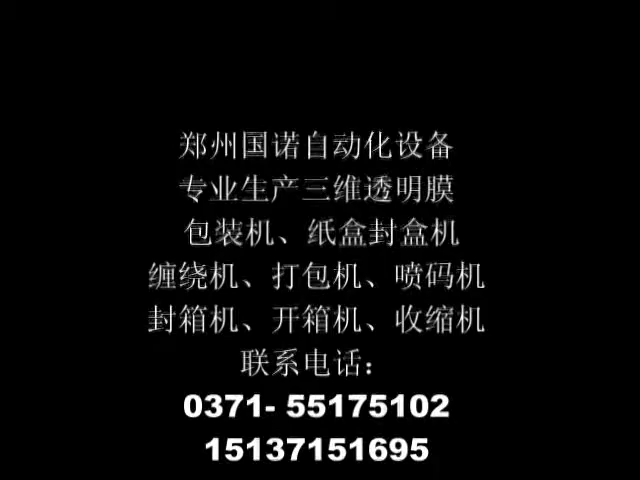 郑州国诺自动化设备
专业生产三维透明膜
包装机、纸盒封盒机
缠绕机、打包机、喷码机
封箱机、开箱机、收缩机
联系电话：
0371- 55175102
15137151695